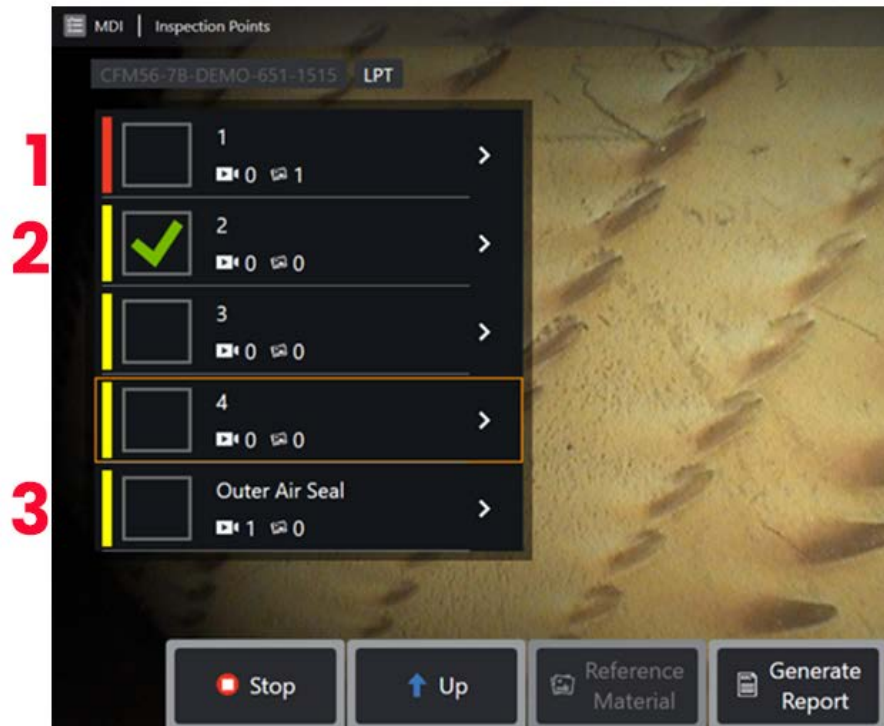 MDI | Inspection Points
CFM56-7B-DEMO-651-1515 LPT
1
1
0 1
2
2
0 0
3
0 0
4
0 0
3
Outer Air Seal
1 0
Stop
Up
Reference
Material
Generate
Report